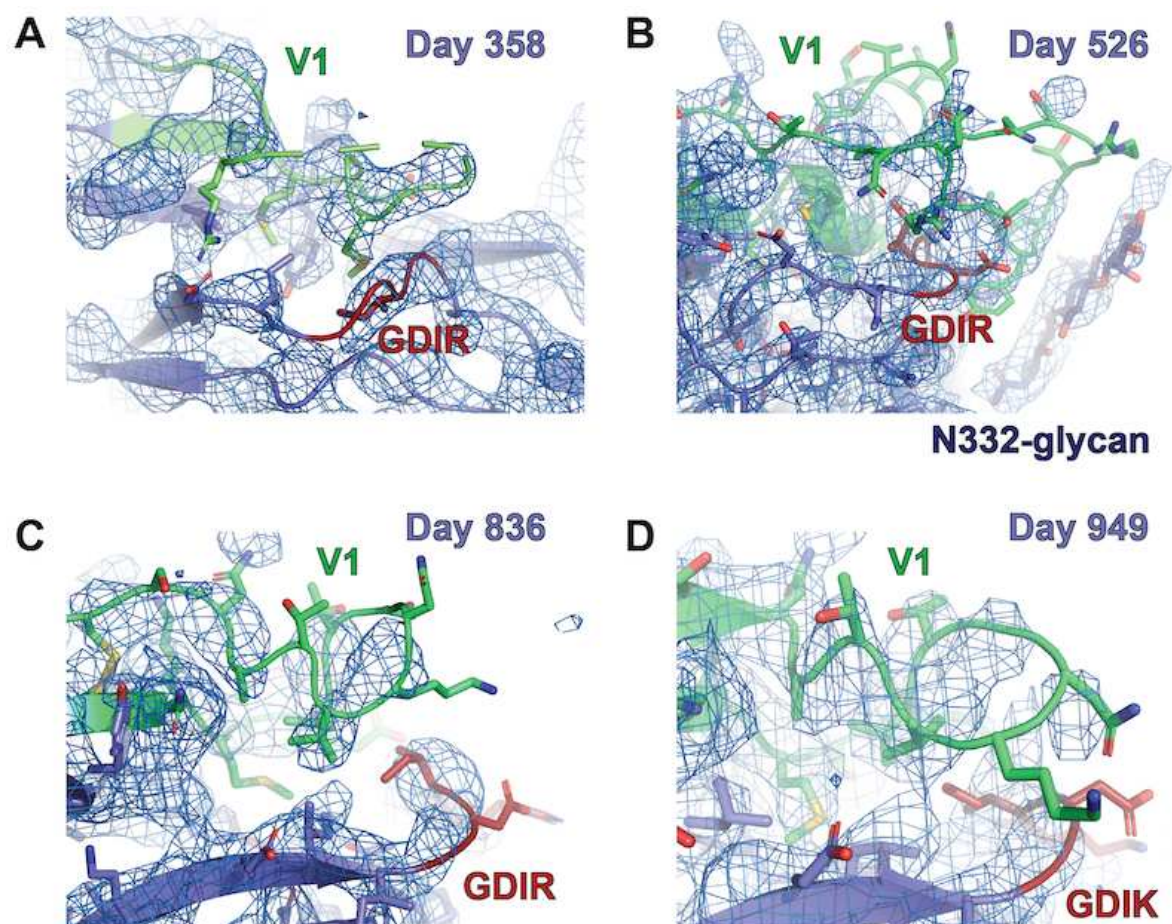 A
V1
Day 358
GDIR
B
V1
Day 526
GDIR
N332-glycan
C
V1
Day 836
GDIR
D
V1
Day 949
GDIK